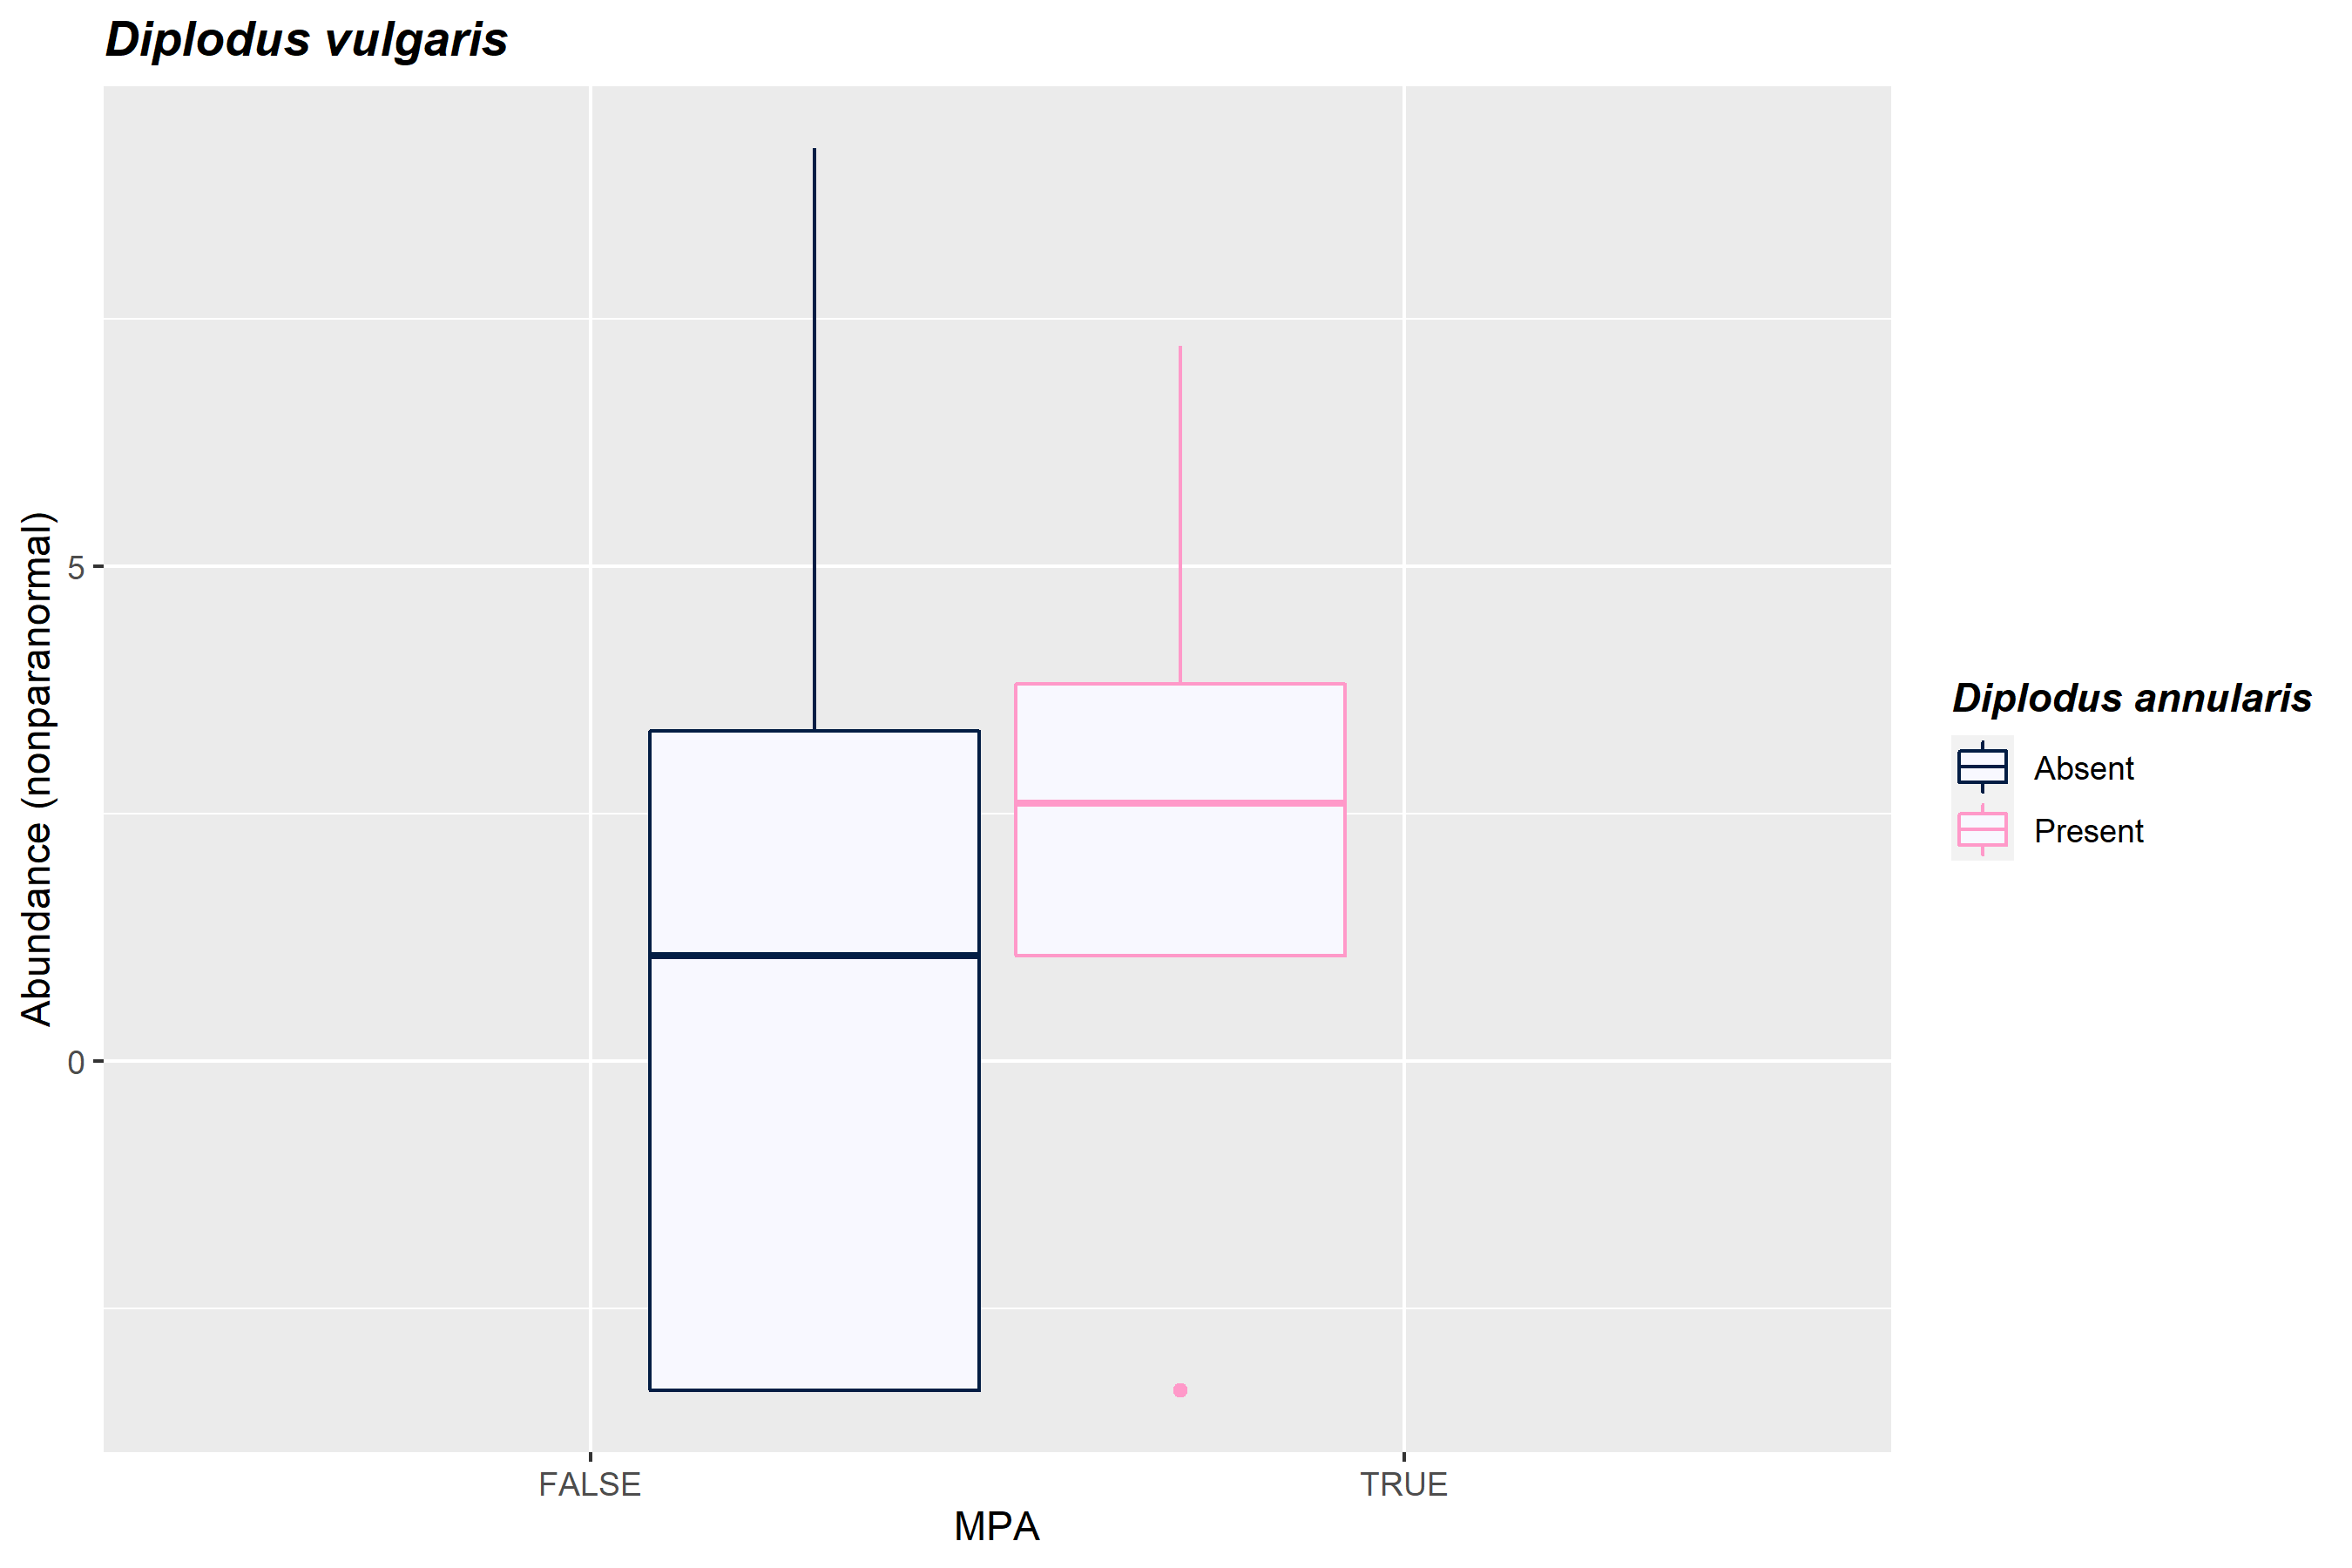 Diplodus vulgaris
Abundance (nonparanormal)
5
0
FALSE
TRUE
MPA
Diplodus annularis
Absent
Present